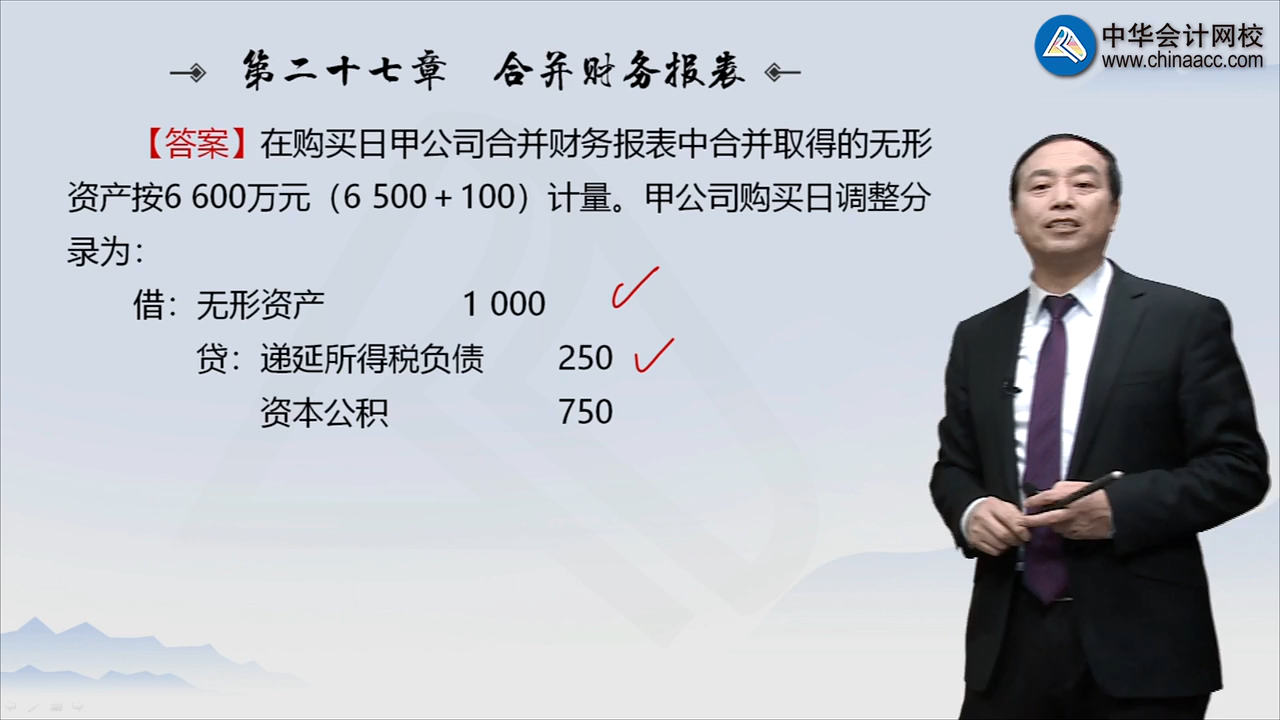 中华会计网校
www.chinaacc.com
第二十七章 合并财务报表
【答案】在购买日甲公司合并财务报表中合并取得的无形
资产按6 600万元（6 500＋100）计量。甲公司购买日调整分
录为：
借：无形资产 1 000
贷：递延所得税负债 250
资本公积 750